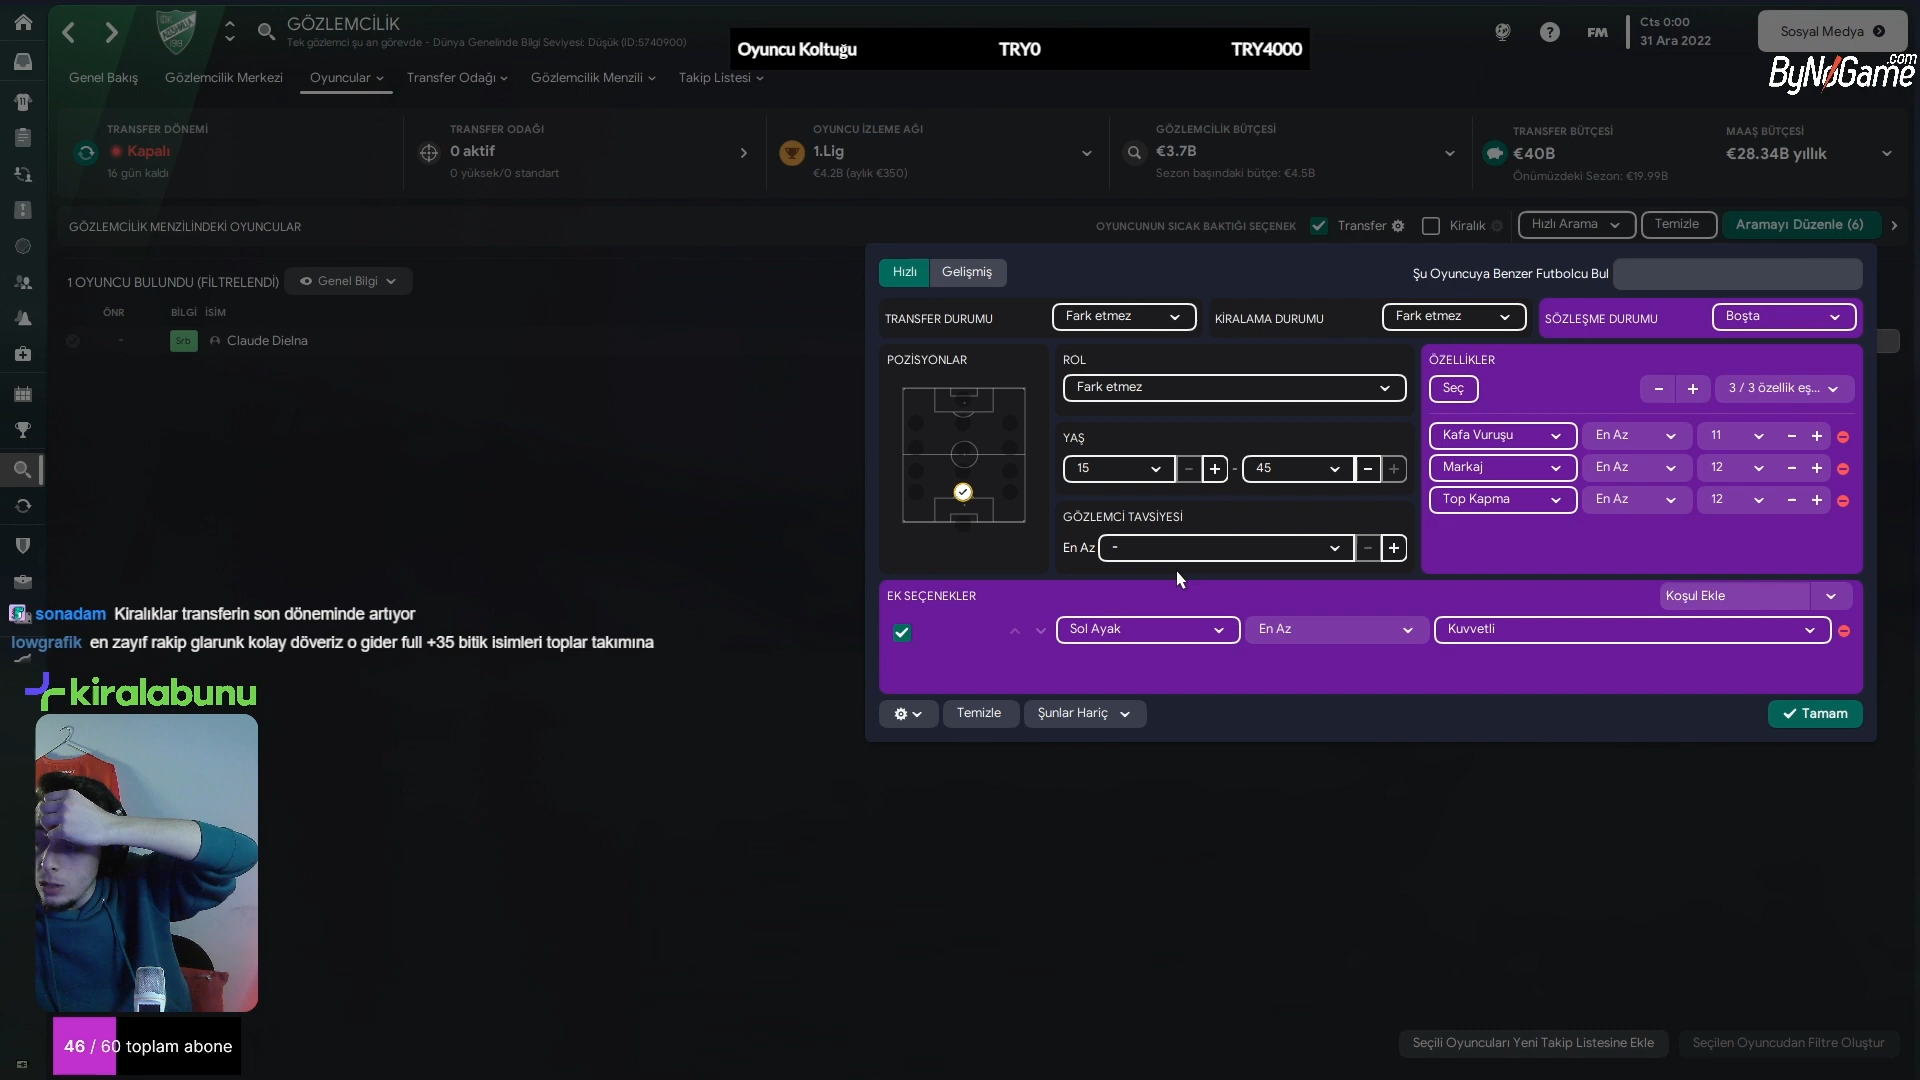 GÖZLEMCİLİK
Tek gözlemci şu an görevde - Dünya Genelinde Bilgi Seviyesi: Düşük (ID:5740900)
Oyuncu Koltuğu TRY0 TRY4000
FM
Cts 0:00
31 Ara 2022
Sosyal Medya
ByNoGame.com
Genel Bakış Gözlemcilik Merkezi Oyuncular Transfer Odağı Gözlemcilik Menzili Takip Listesi
TRANSFER DÖNEMİ
Kapalı
16 gün kaldı
TRANSFER ODAĞI
0 aktif
0 yüksek/0 standart
OYUNCU İZLEME AĞI
1.Lig
€4.2B (aylık €350)
GÖZLEMCİLİK BÜTÇESİ
€3.7B
Sezon başındaki bütçe: €4.5B
TRANSFER BÜTÇESİ
€40B
Önümüzdeki Sezon: €19.99B
MAAŞ BÜTÇESİ
€28.34B yıllık
GÖZLEMCİLİK MENZİLİNDEKİ OYUNCULAR
OYUNCUNUN SICAK BAKTIĞI SEÇENEK Transfer Kiralık Hızlı Arama Temizle Aramayı Düzenle (6)
1 OYUNCU BULUNDU (FİLTRELENDİ) Genel Bilgi
ÖNR BİLGİ İSİM
- Srb Claude Dielna
Hızlı Gelişmiş Şu Oyuncuya Benzer Futbolcu Bul
TRANSFER DURUMU Fark etmez KİRALAMA DURUMU Fark etmez SÖZLEŞME DURUMU Boşta
POZİSYONLAR
ROL
Fark etmez
YAŞ
15 - 45
GÖZLEMCİ TAVSİYESİ
En Az -
ÖZELLİKLER
Seç - + 3 / 3 özellik eş...
Kafa Vuruşu En Az 11 - +
Markaj En Az 12 - +
Top Kapma En Az 12 - +
EK SEÇENEKLER Koşul Ekle
Sol Ayak En Az Kuvvetli
Temizle Şunlar Hariç Tamam
sonadam Kiralıklar transferin son döneminde artıyor
lowgrafik en zayıf rakip glarunk kolay döveriz o gider full +35 bitik isimleri toplar takımına
kiralabunu
46 / 60 toplam abone
Seçili Oyuncuları Yeni Takip Listesine Ekle Seçilen Oyuncudan Filtre Oluştur